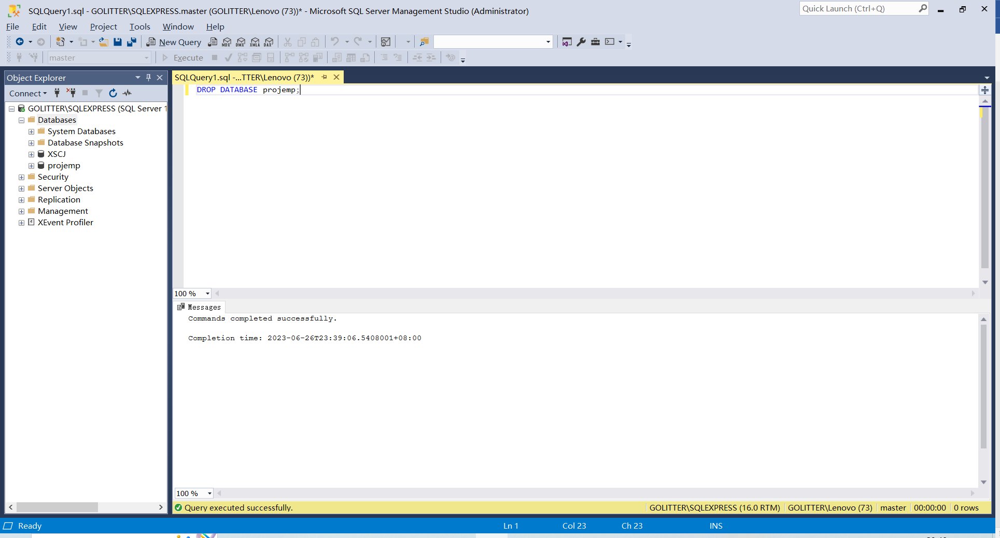 SQLQuery1.sql - GOLITTER\SQLEXPRESS.master (GOLITTER\Lenovo (73))* - Microsoft SQL Server Management Studio (Administrator)
Quick Launch (Ctrl+Q)
File Edit View Project Tools Window Help
New Query MDX DMX XMLA DAX
master Execute
Object Explorer
SQLQuery1.sql -...TTER\Lenovo (73))*
Connect
DROP DATABASE projemp;
GOLITTER\SQLEXPRESS (SQL Server 1
Databases
System Databases
Database Snapshots
XSCJ
projemp
Security
Server Objects
Replication
Management
XEvent Profiler
100 %
Messages
Commands completed successfully.
Completion time: 2023-06-26T23:39:06.5408001+08:00
100 %
Query executed successfully.
GOLITTER\SQLEXPRESS (16.0 RTM) GOLITTER\Lenovo (73) master 00:00:00 0 rows
Ready Ln 1 Col 23 Ch 23 INS